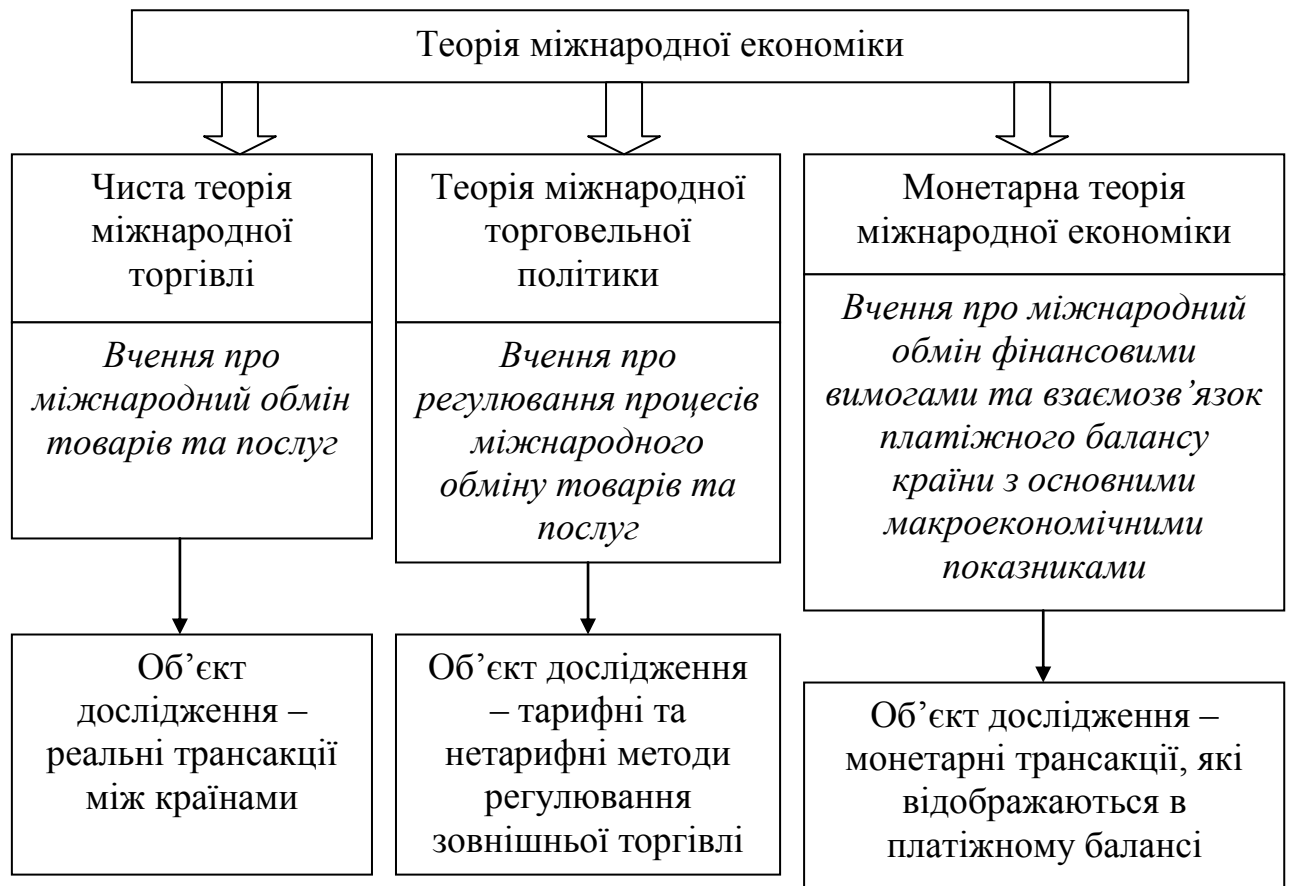 Теорія міжнародної економіки
Чиста теорія
міжнародної
торгівлі
Вчення про
міжнародний обмін
товарів та послуг
Об’єкт
дослідження –
реальні трансакції
між країнами
Теорія міжнародної
торговельної
політики
Вчення про
регулювання процесів
міжнародного
обміну товарів та
послуг
Об’єкт дослідження
– тарифні та
нетарифні методи
регулювання
зовнішньої торгівлі
Монетарна теорія
міжнародної економіки
Вчення про міжнародний
обмін фінансовими
вимогами та взаємозв’язок
платіжного балансу
країни з основними
макроекономічними
показниками
Об’єкт дослідження –
монетарні трансакції, які
відображаються в
платіжному балансі